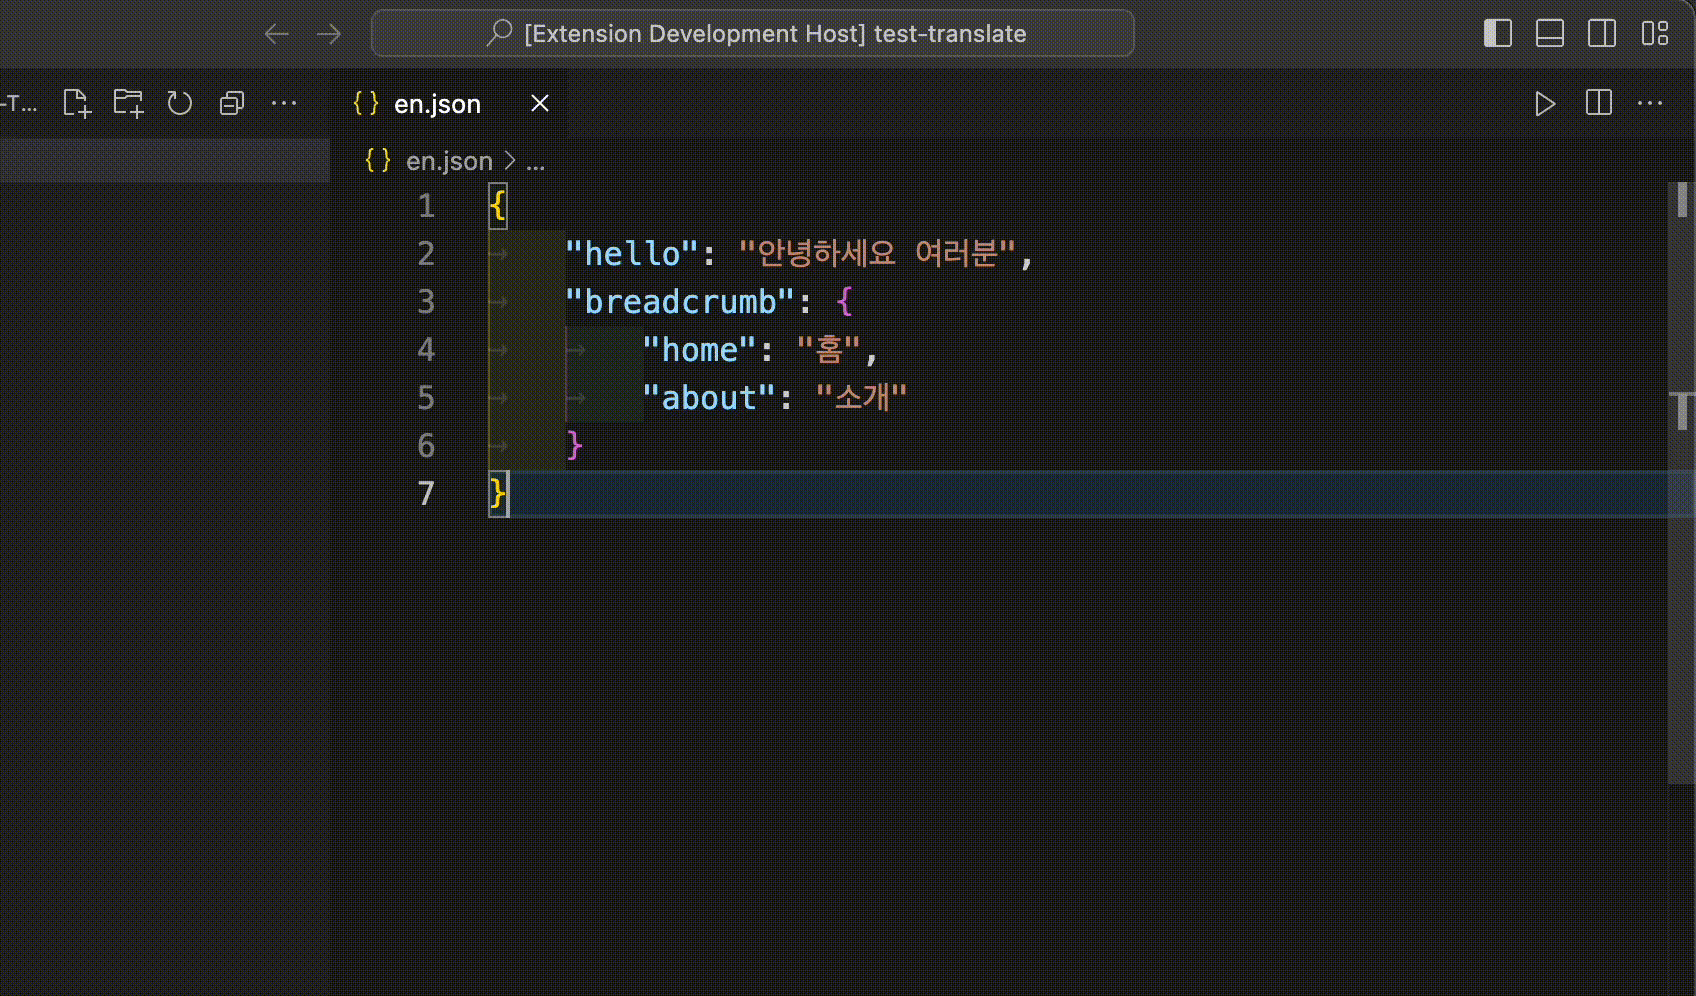 [Extension Development Host] test-translate
-T...
{} en.json
{} en.json > ...
1 {
2 "hello": "안녕하세요 여러분",
3 "breadcrumb": {
4 "home": "홈",
5 "about": "소개"
6 }
7 }